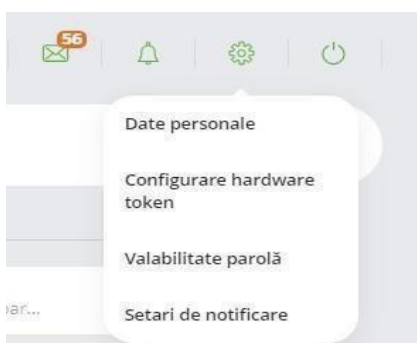 56
Date personale
Configurare hardware
token
Valabilitate parolă
Setari de notificare